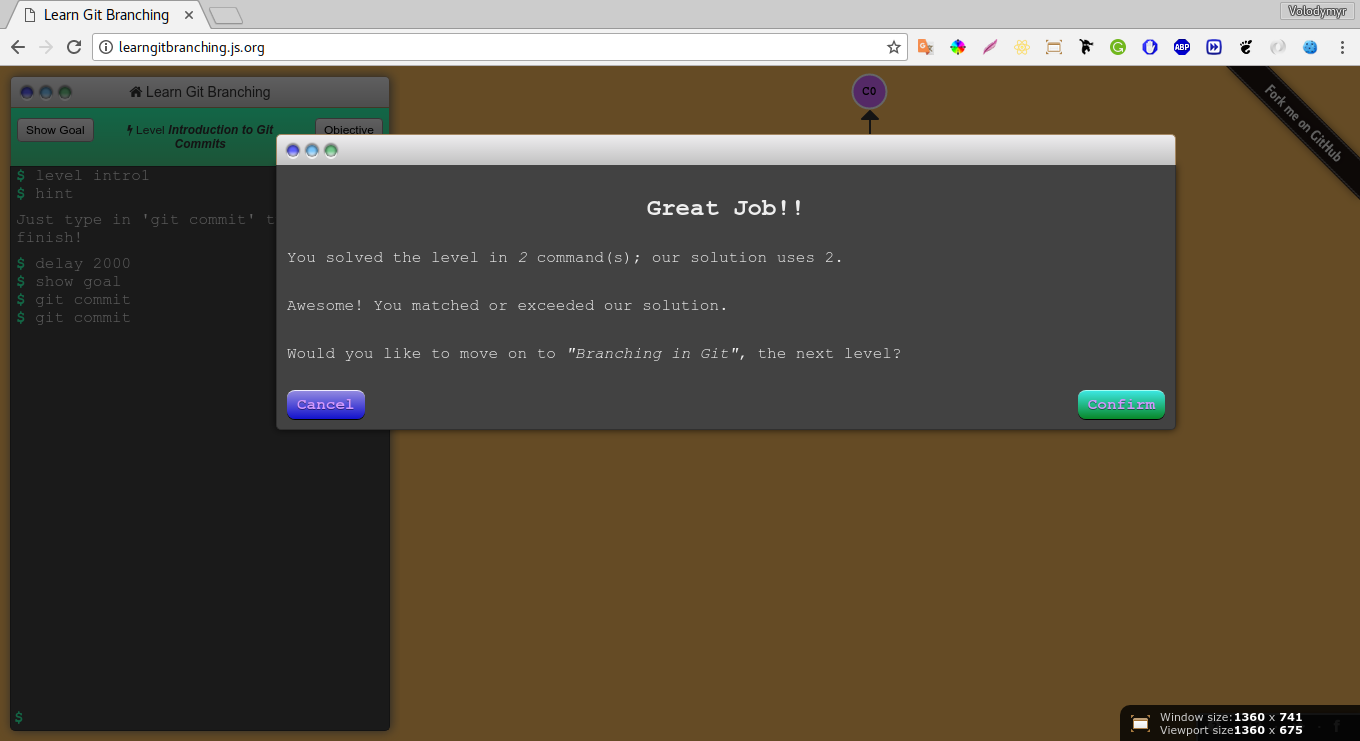 Learn Git Branching
Volodymyr
learngitbranching.js.org
ABP
C0
Fork me on GitHub
Learn Git Branching
Show Goal
Level Introduction to Git
Commits
Objective
$ level intro1
$ hint
Just type in 'git commit' t
finish!
$ delay 2000
$ show goal
$ git commit
$ git commit
$
Great Job!!
You solved the level in 2 command(s); our solution uses 2.
Awesome! You matched or exceeded our solution.
Would you like to move on to "Branching in Git", the next level?
Cancel
Confirm
Window size:1360 x 741
Viewport size1360 x 675